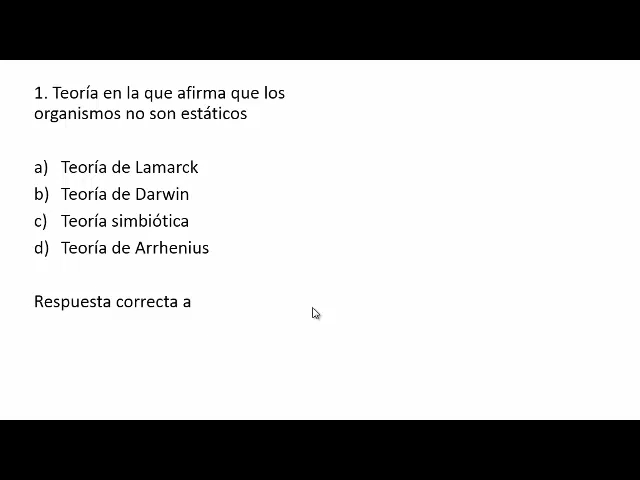 1. Teoría en la que afirma que los
organismos no son estáticos
a) Teoría de Lamarck
b) Teoría de Darwin
c) Teoría simbiótica
d) Teoría de Arrhenius
Respuesta correcta a